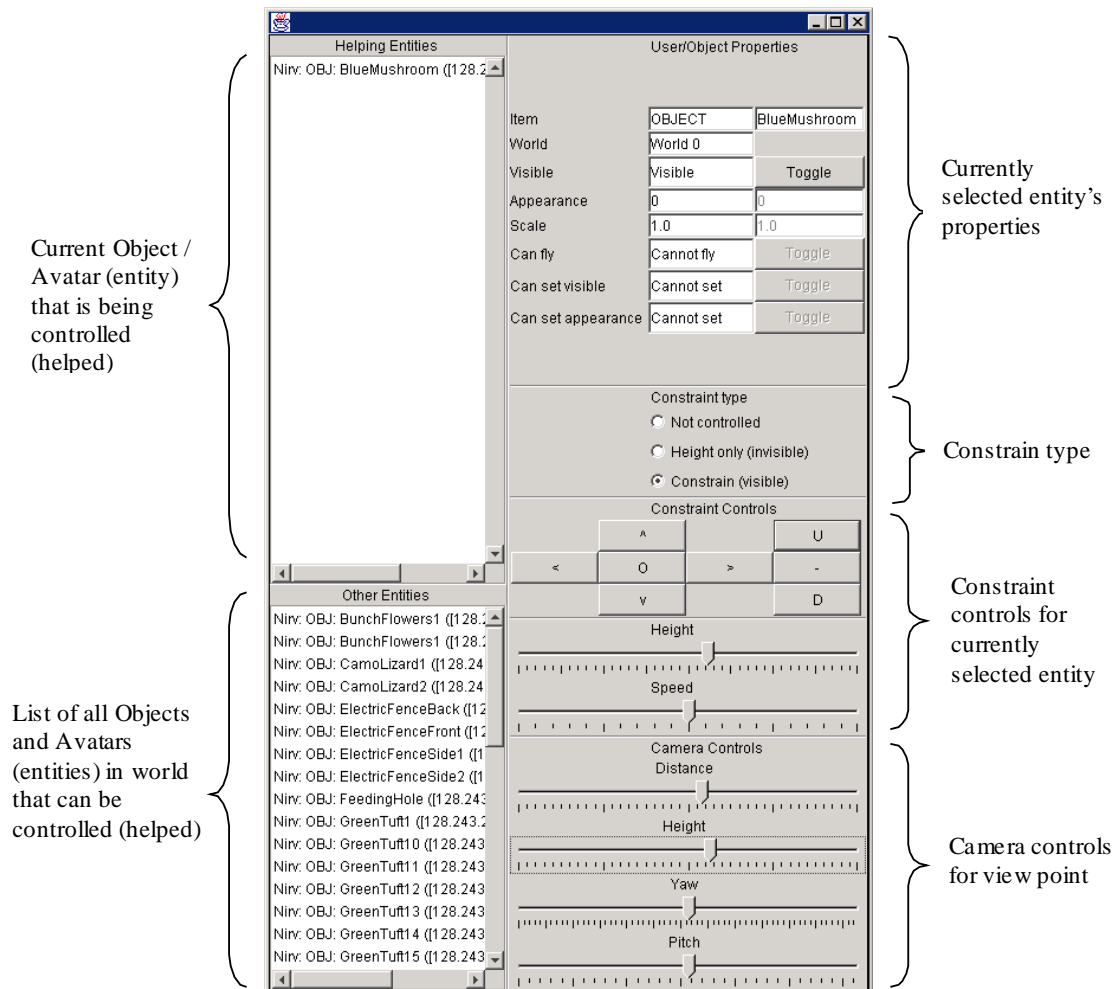 Helping Entities
Nirv: OBJ: BlueMushroom ([128.2
User/Object Properties
Item OBJECT BlueMushroom
World World 0
Visible Visible Toggle
Appearance 0 0
Scale 1.0 1.0
Can fly Cannot fly Toggle
Can set visible Cannot set Toggle
Can set appearance Cannot set Toggle
Constraint type
Not controlled
Height only (invisible)
Constrain (visible)
Constraint Controls
^ U
< O > -
v D
Height
Speed
Camera Controls
Distance
Height
Yaw
Pitch
Other Entities
Nirv: OBJ: BunchFlowers1 ([128.2
Nirv: OBJ: BunchFlowers1 ([128.2
Nirv: OBJ: CamoLizard1 ([128.24
Nirv: OBJ: CamoLizard2 ([128.24
Nirv: OBJ: ElectricFenceBack ([12
Nirv: OBJ: ElectricFenceFront ([12
Nirv: OBJ: ElectricFenceSide1 ([1
Nirv: OBJ: ElectricFenceSide2 ([1
Nirv: OBJ: FeedingHole ([128.243
Nirv: OBJ: GreenTuft1 ([128.243.2
Nirv: OBJ: GreenTuft10 ([128.243
Nirv: OBJ: GreenTuft11 ([128.243
Nirv: OBJ: GreenTuft12 ([128.243
Nirv: OBJ: GreenTuft13 ([128.243
Nirv: OBJ: GreenTuft14 ([128.243
Nirv: OBJ: GreenTuft15 ([128.243
Current Object /
Avatar (entity)
that is being
controlled
(helped)
List of all Objects
and Avatars
(entities) in world
that can be
controlled (helped)
Currently
selected entity's
properties
Constrain type
Constraint
controls for
currently
selected entity
Camera controls
for view point